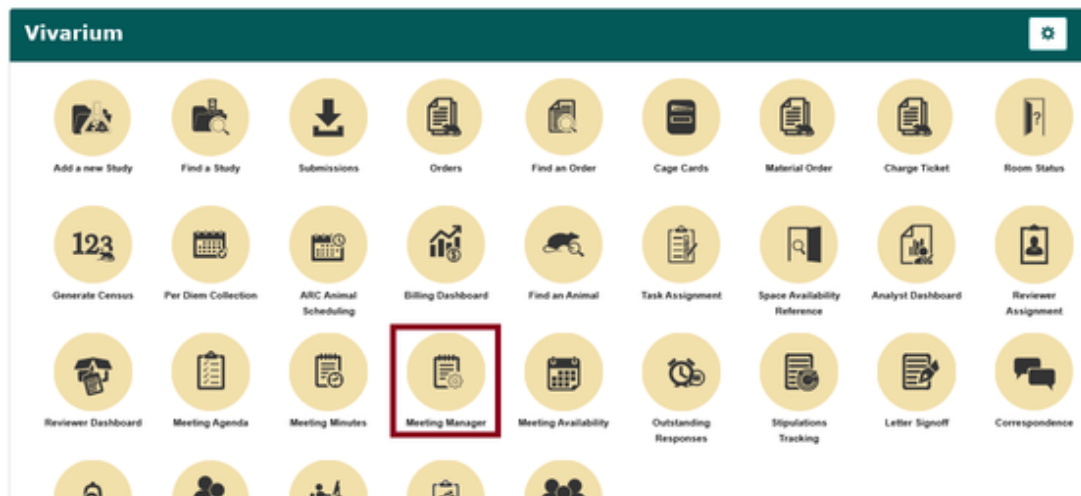 Vivarium
Add a new Study
Find a Study
Submissions
Orders
Find an Order
Cage Cards
Material Order
Charge Ticket
Room Status
123
Generate Census
Per Diem Collection
ARC Animal
Scheduling
Billing Dashboard
Find an Animal
Task Assignment
Space Availability
Reference
Analyst Dashboard
Reviewer
Assignment
Reviewer Dashboard
Meeting Agenda
Meeting Minutes
Meeting Manager
Meeting Availability
Outstanding
Responses
Stipulations
Tracking
Letter Signoff
Correspondence